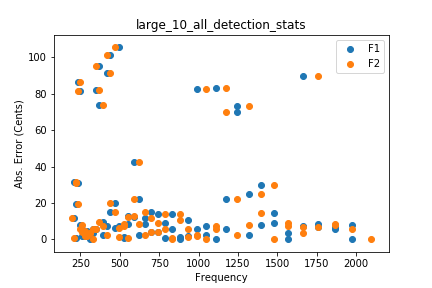 large_10_all_detection_stats
F1
F2
Abs. Error (Cents)
100
80
60
40
20
0
250 500 750 1000 1250 1500 1750 2000
Frequency